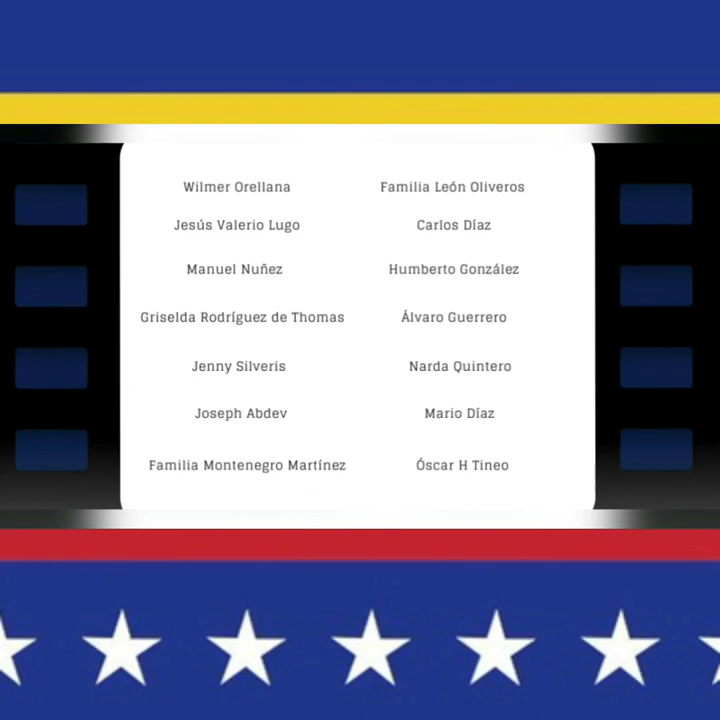 Wilmer Orellana
Familia León Oliveros
Jesús Valerio Lugo
Carlos Díaz
Manuel Nuñez
Humberto González
Griselda Rodríguez de Thomas
Álvaro Guerrero
Jenny Silveris
Narda Quintero
Joseph Abdev
Mario Díaz
Familia Montenegro Martínez
Óscar H Tineo